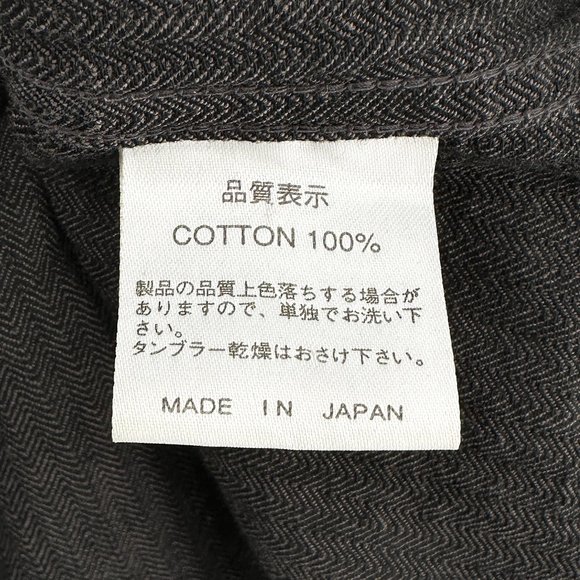 品質表示
COTTON 100%
製品の品質上色落ちする場合が
ありますので、単独でお洗い下
さい。
タンブラー乾燥はおさけ下さい。
MADE IN JAPAN